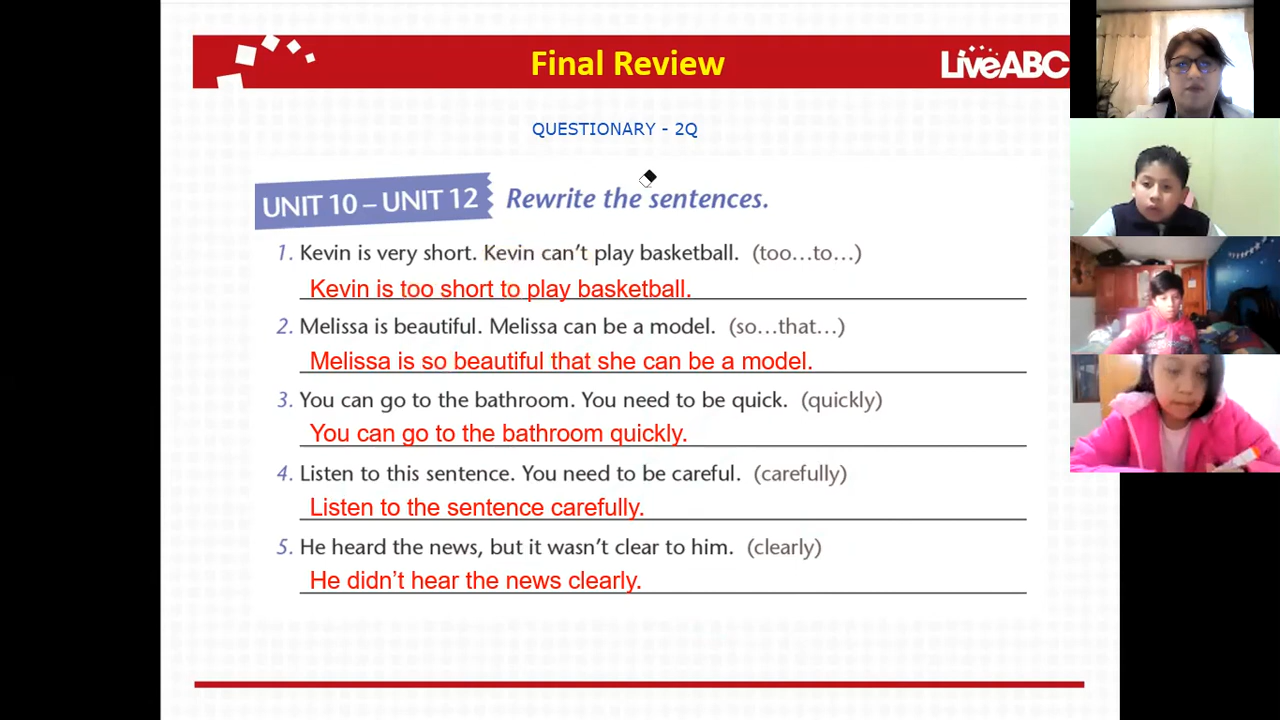 Final Review
LiveABC
QUESTIONARY - 2Q
UNIT 10 – UNIT 12 Rewrite the sentences.
1. Kevin is very short. Kevin can't play basketball. (too…to…)
Kevin is too short to play basketball.
2. Melissa is beautiful. Melissa can be a model. (so…that…)
Melissa is so beautiful that she can be a model.
3. You can go to the bathroom. You need to be quick. (quickly)
You can go to the bathroom quickly.
4. Listen to this sentence. You need to be careful. (carefully)
Listen to the sentence carefully.
5. He heard the news, but it wasn't clear to him. (clearly)
He didn't hear the news clearly.